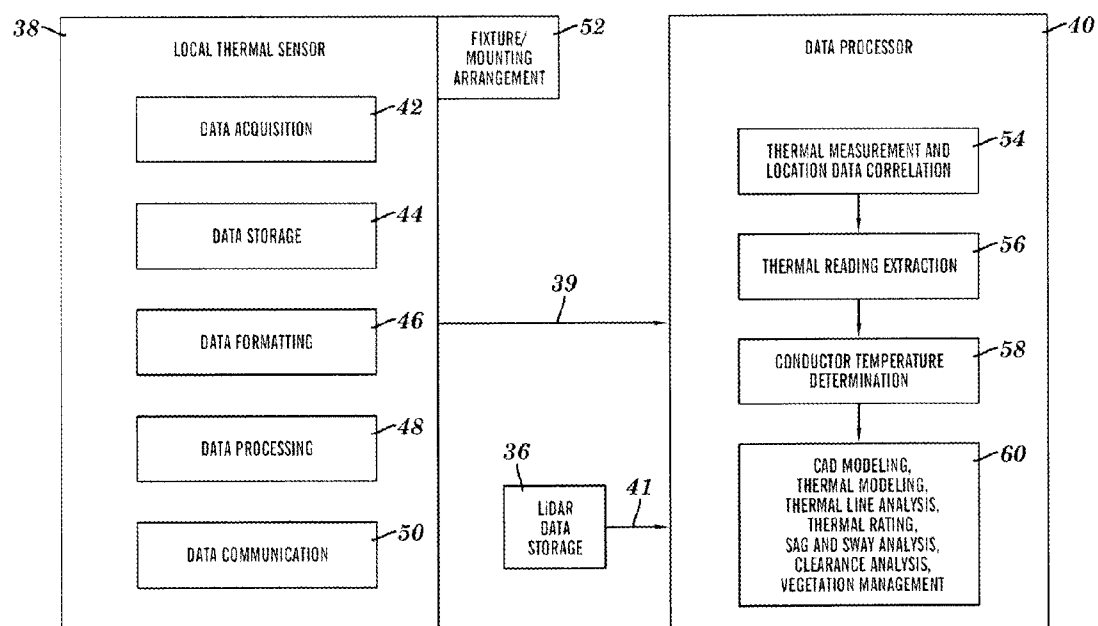 38
LOCAL THERMAL SENSOR
FIXTURE/
MOUNTING
ARRANGEMENT
52
DATA PROCESSOR
40
DATA ACQUISITION
42
DATA STORAGE
44
DATA FORMATTING
46
DATA PROCESSING
48
DATA COMMUNICATION
50
39
36
LiDAR
DATA
STORAGE
41
THERMAL MEASUREMENT AND
LOCATION DATA CORRELATION
54
THERMAL READING EXTRACTION
56
CONDUCTOR TEMPERATURE
DETERMINATION
58
CAD MODELING,
THERMAL MODELING,
THERMAL LINE ANALYSIS,
THERMAL RATING,
SAG AND SWAY ANALYSIS,
CLEARANCE ANALYSIS,
VEGETATION MANAGEMENT
60